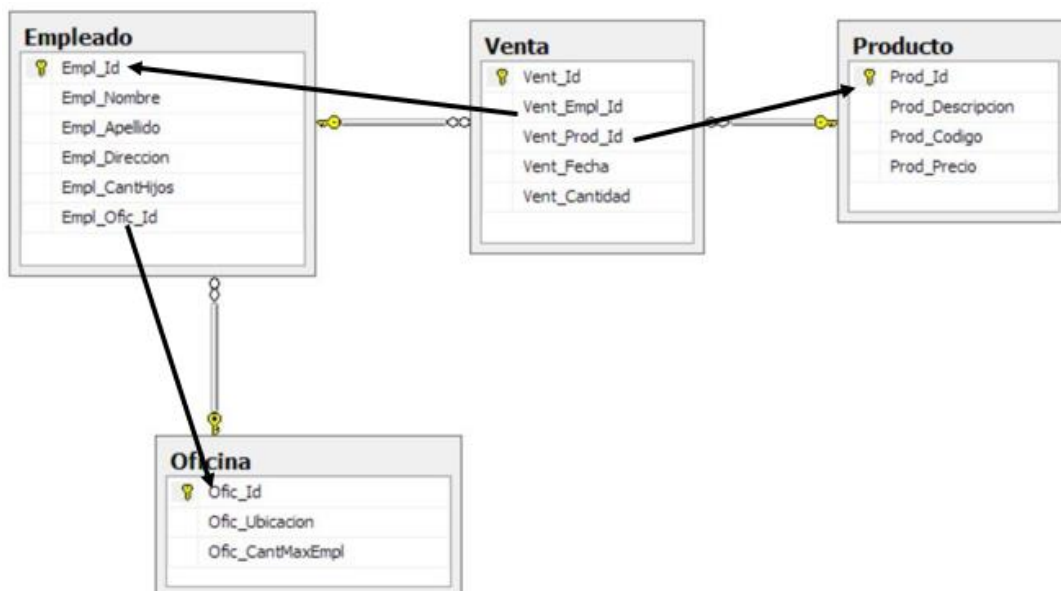 Empleado
Empl_Id
Empl_Nombre
Empl_Apellido
Empl_Direccion
Empl_CantHijos
Empl_Ofic_Id
Venta
Vent_Id
Vent_Empl_Id
Vent_Prod_Id
Vent_Fecha
Vent_Cantidad
Producto
Prod_Id
Prod_Descripcion
Prod_Codigo
Prod_Precio
Oficina
Ofic_Id
Ofic_Ubicacion
Ofic_CantMaxEmpl